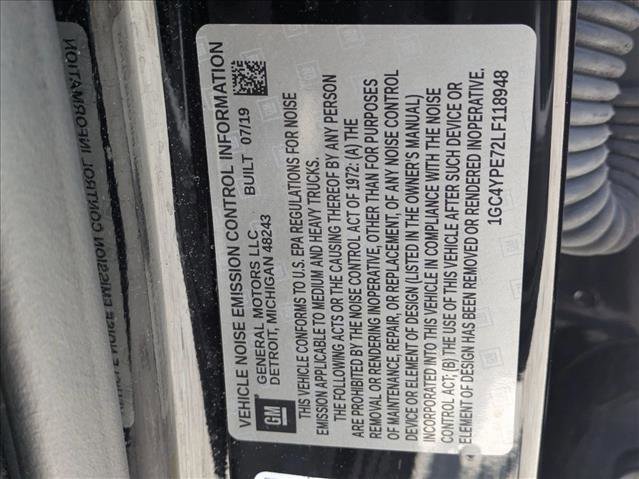 VEHICLE NOISE EMISSION CONTROL INFORMATION
GENERAL MOTORS LLC BUILT 07/19
DETROIT, MICHIGAN 48243
GM
THIS VEHICLE CONFORMS TO U.S. EPA REGULATIONS FOR NOISE
EMISSION APPLICABLE TO MEDIUM AND HEAVY TRUCKS.
THE FOLLOWING ACTS OR THE CAUSING THEREOF BY ANY PERSON
ARE PROHIBITED BY THE NOISE CONTROL ACT OF 1972: (A) THE
REMOVAL OR RENDERING INOPERATIVE, OTHER THAN FOR PURPOSES
OF MAINTENANCE, REPAIR, OR REPLACEMENT, OF ANY NOISE CONTROL
DEVICE OR ELEMENT OF DESIGN (LISTED IN THE OWNER'S MANUAL)
INCORPORATED INTO THIS VEHICLE IN COMPLIANCE WITH THE NOISE
CONTROL ACT; (B) THE USE OF THIS VEHICLE AFTER SUCH DEVICE OR
ELEMENT OF DESIGN HAS BEEN REMOVED OR RENDERED INOPERATIVE.
1GC4YPE72LF118948